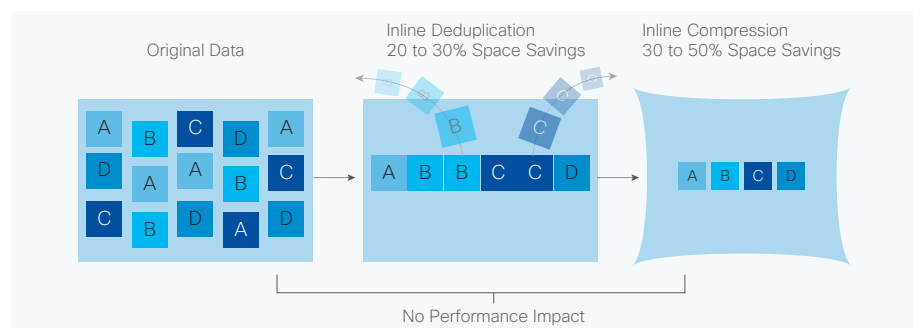 Original Data
Inline Deduplication
20 to 30% Space Savings
Inline Compression
30 to 50% Space Savings
A B C D A
D A A B C
C B D A D
B B B
C C C
A B B C C D
A B C D
No Performance Impact